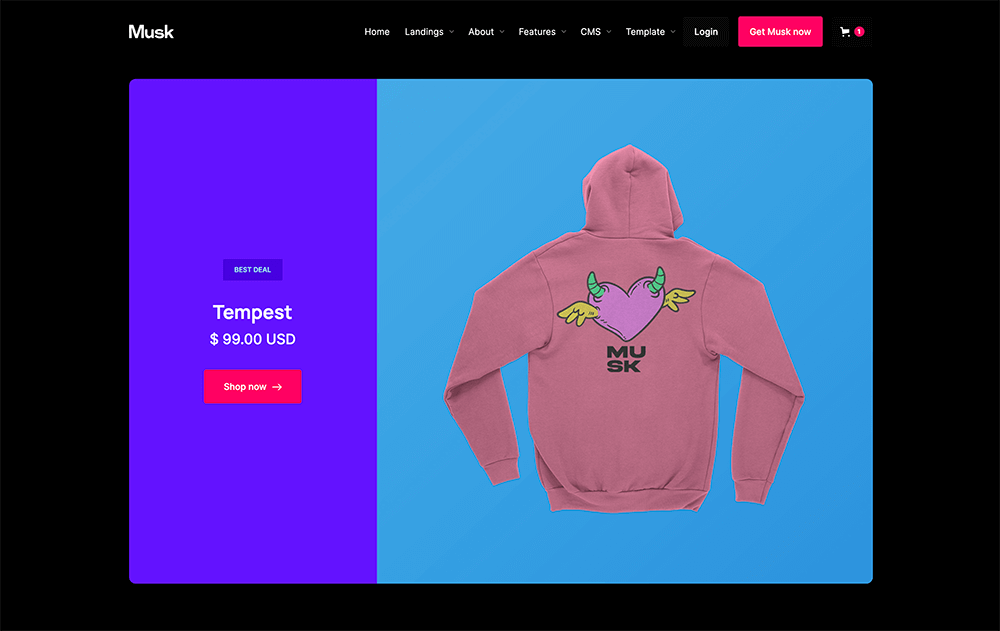 Musk
Home Landings About Features CMS Template Login Get Musk now 1
BEST DEAL
Tempest
$ 99.00 USD
Shop now →
MU
SK